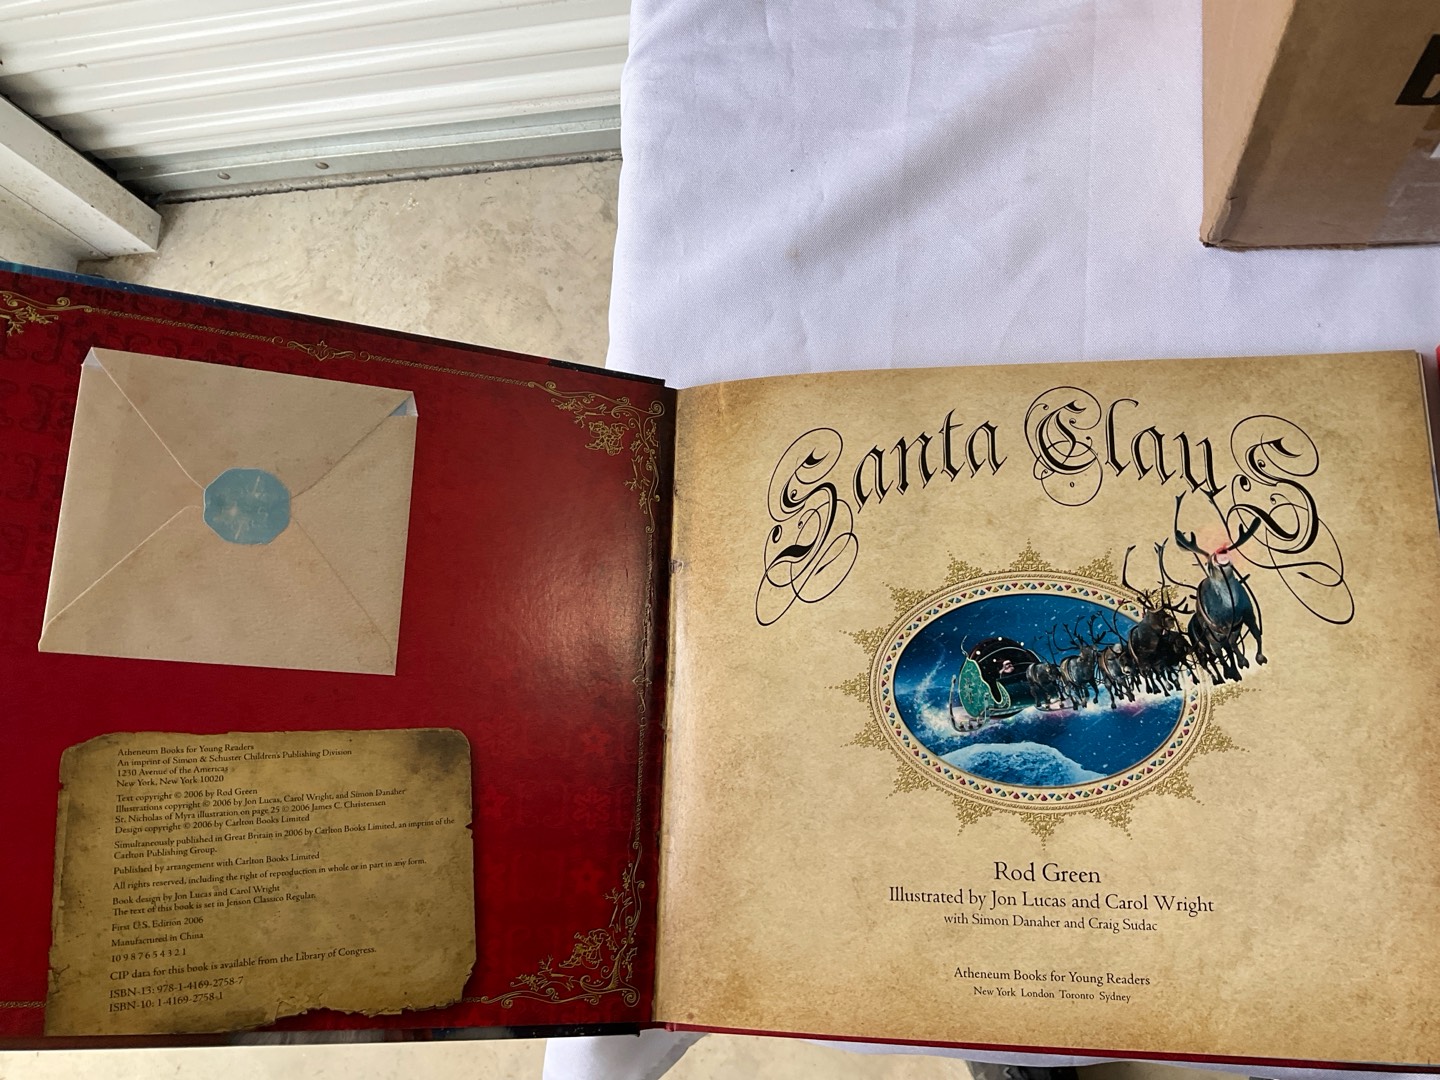 Atheneum Books for Young Readers
An imprint of Simon & Schuster Children's Publishing Division
1230 Avenue of the Americas
New York, New York 10020
Text copyright © 2006 by Rod Green
Illustrations copyright © 2006 by Jon Lucas, Carol Wright, and Simon Danaher
St. Nicholas of Myra illustration on page 25 © 2006 James C. Christensen
Design copyright © 2006 by Carlton Books Limited
Simultaneously published in Great Britain in 2006 by Carlton Books Limited, an imprint of the
Carlton Publishing Group.
Published by arrangement with Carlton Books Limited
All rights reserved, including the right of reproduction in whole or in part in any form.
Book design by Jon Lucas and Carol Wright
The text of this book is set in Jenson Classico Regular.
First U.S. Edition 2006
Manufactured in China
10 9 8 7 6 5 4 3 2 1
CIP data for this book is available from the Library of Congress.
ISBN-13: 978-1-4169-2758-7
ISBN-10: 1-4169-2758-1
Santa Claus
Rod Green
Illustrated by Jon Lucas and Carol Wright
with Simon Danaher and Craig Sudac
Atheneum Books for Young Readers
New York London Toronto Sydney